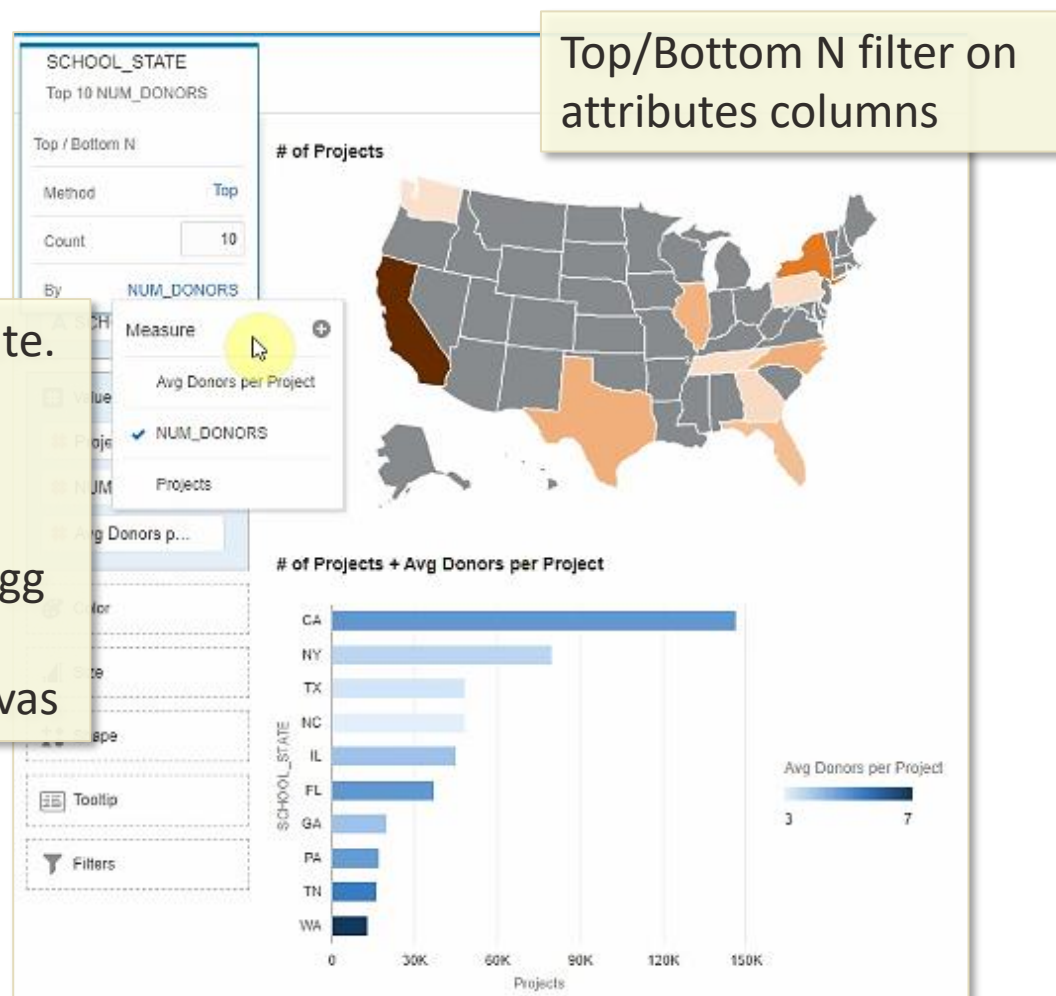 SCHOOL_STATE
Top 10 NUM_DONORS
Top / Bottom N
Method Top
Count 10
By NUM_DONORS
Measure
Avg Donors per Project
NUM_DONORS
Projects
Avg Donors p...
Color
Size
Shape
Tooltip
Filters
te.
gg
vas
Top/Bottom N filter on
attributes columns
# of Projects
# of Projects + Avg Donors per Project
SCHOOL_STATE
CA
NY
TX
NC
IL
FL
GA
PA
TN
WA
0 30K 60K 90K 120K 150K
Projects
Avg Donors per Project
3 7